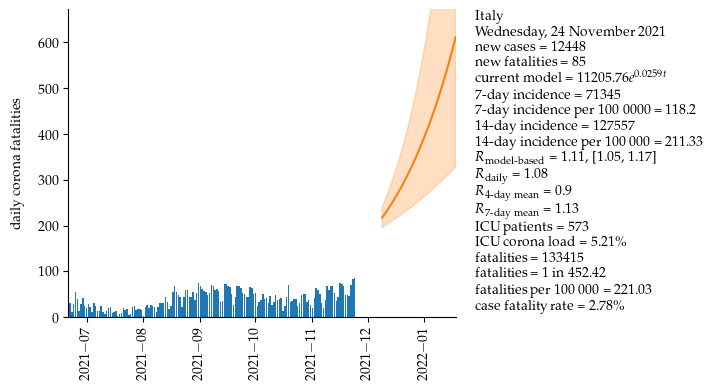 Italy
Wednesday, 24 November 2021
new cases = 12448
new fatalities = 85
current model = 11205.76e^0.0259t
7-day incidence = 71345
7-day incidence per 100 0000 = 118.2
14-day incidence = 127557
14-day incidence per 100 000 = 211.33
R_model-based = 1.11, [1.05, 1.17]
R_daily = 1.08
R_4-day mean = 0.9
R_7-day mean = 1.13
ICU patients = 573
ICU corona load = 5.21%
fatalities = 133415
fatalities = 1 in 452.42
fatalities per 100 000 = 221.03
case fatality rate = 2.78%
daily corona fatalities
600
500
400
300
200
100
0
2021−07
2021−08
2021−09
2021−10
2021−11
2021−12
2022−01